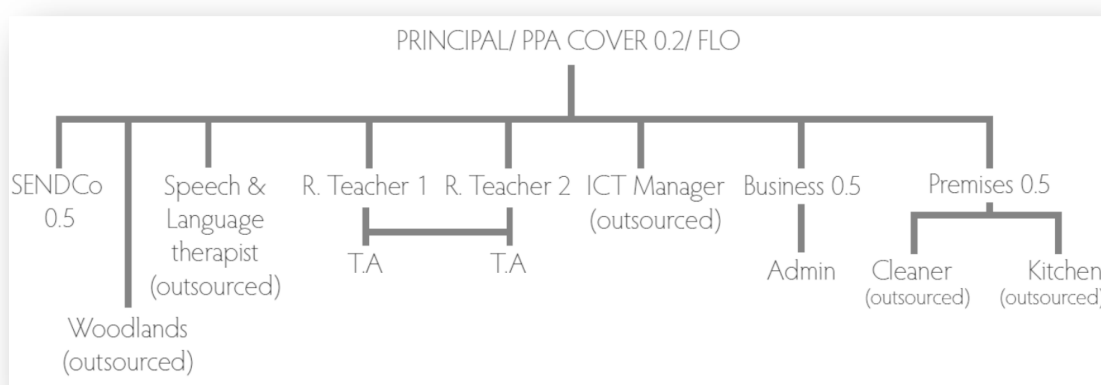 PRINCIPAL/ PPA COVER 0.2/ FLO
SENDCo
0.5
Woodlands
(outsourced)
Speech &
Language
therapist
(outsourced)
R. Teacher 1
T.A
R. Teacher 2
T.A
ICT Manager
(outsourced)
Business 0.5
Admin
Premises 0.5
Cleaner
(outsourced)
Kitchen
(outsourced)